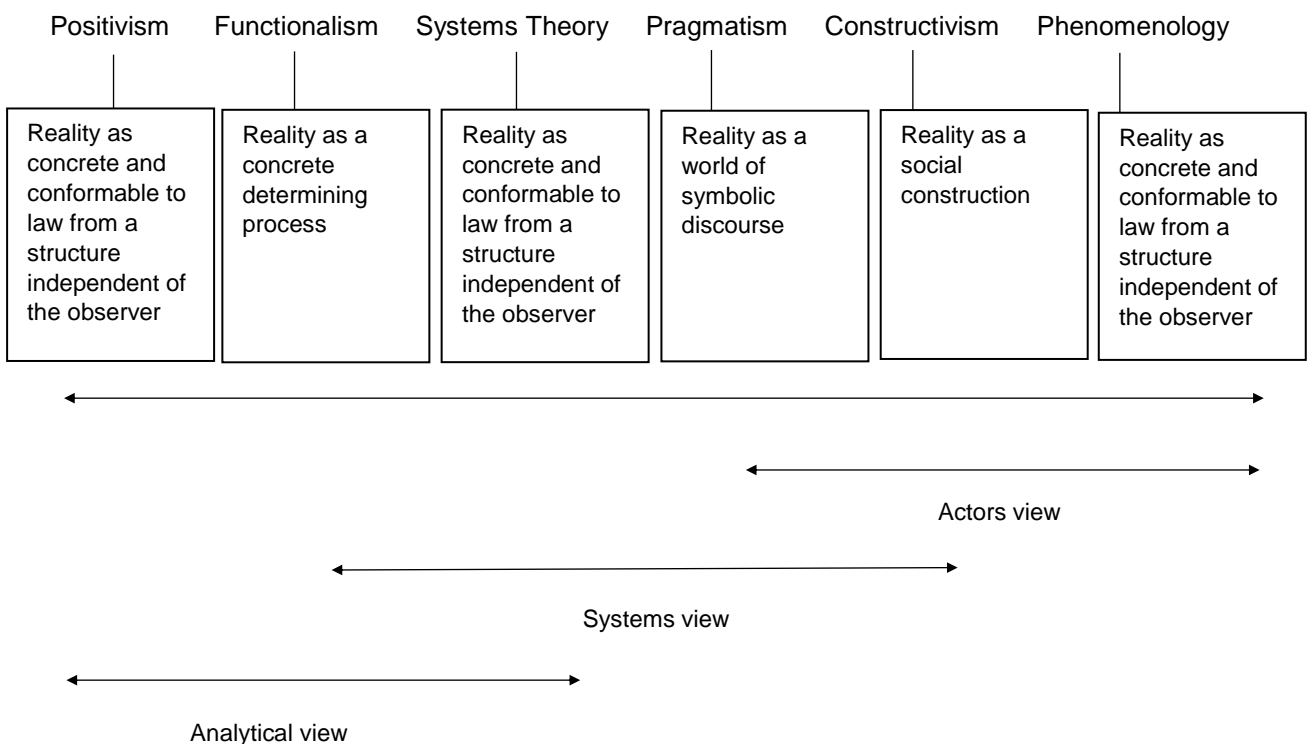 Positivism Functionalism Systems Theory Pragmatism Constructivism Phenomenology
Reality as
concrete and
conformable to
law from a
structure
independent of
the observer
Reality as a
concrete
determining
process
Reality as
concrete and
conformable to
law from a
structure
independent of
the observer
Reality as a
world of
symbolic
discourse
Reality as a
social
construction
Reality as
concrete and
conformable to
law from a
structure
independent of
the observer
Actors view
Systems view
Analytical view